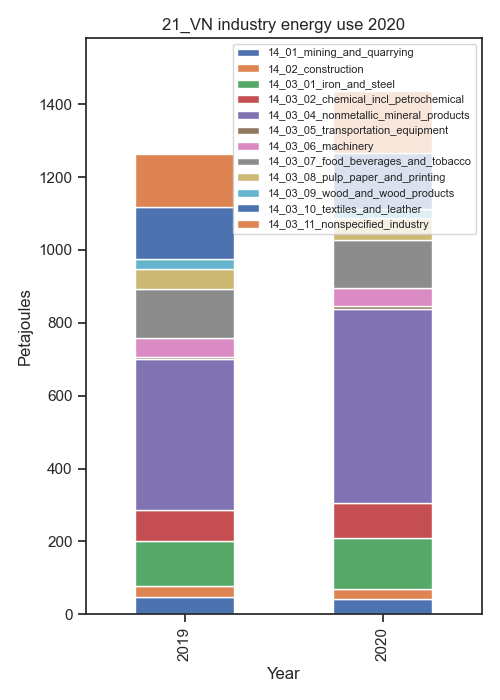 21_VN industry energy use 2020
14_01_mining_and_quarrying
14_02_construction
14_03_01_iron_and_steel
14_03_02_chemical_incl_petrochemical
14_03_04_nonmetallic_mineral_products
14_03_05_transportation_equipment
14_03_06_machinery
14_03_07_food_beverages_and_tobacco
14_03_08_pulp_paper_and_printing
14_03_09_wood_and_wood_products
14_03_10_textiles_and_leather
14_03_11_nonspecified_industry
1400
1200
1000
800
600
400
200
0
Petajoules
2019
2020
Year